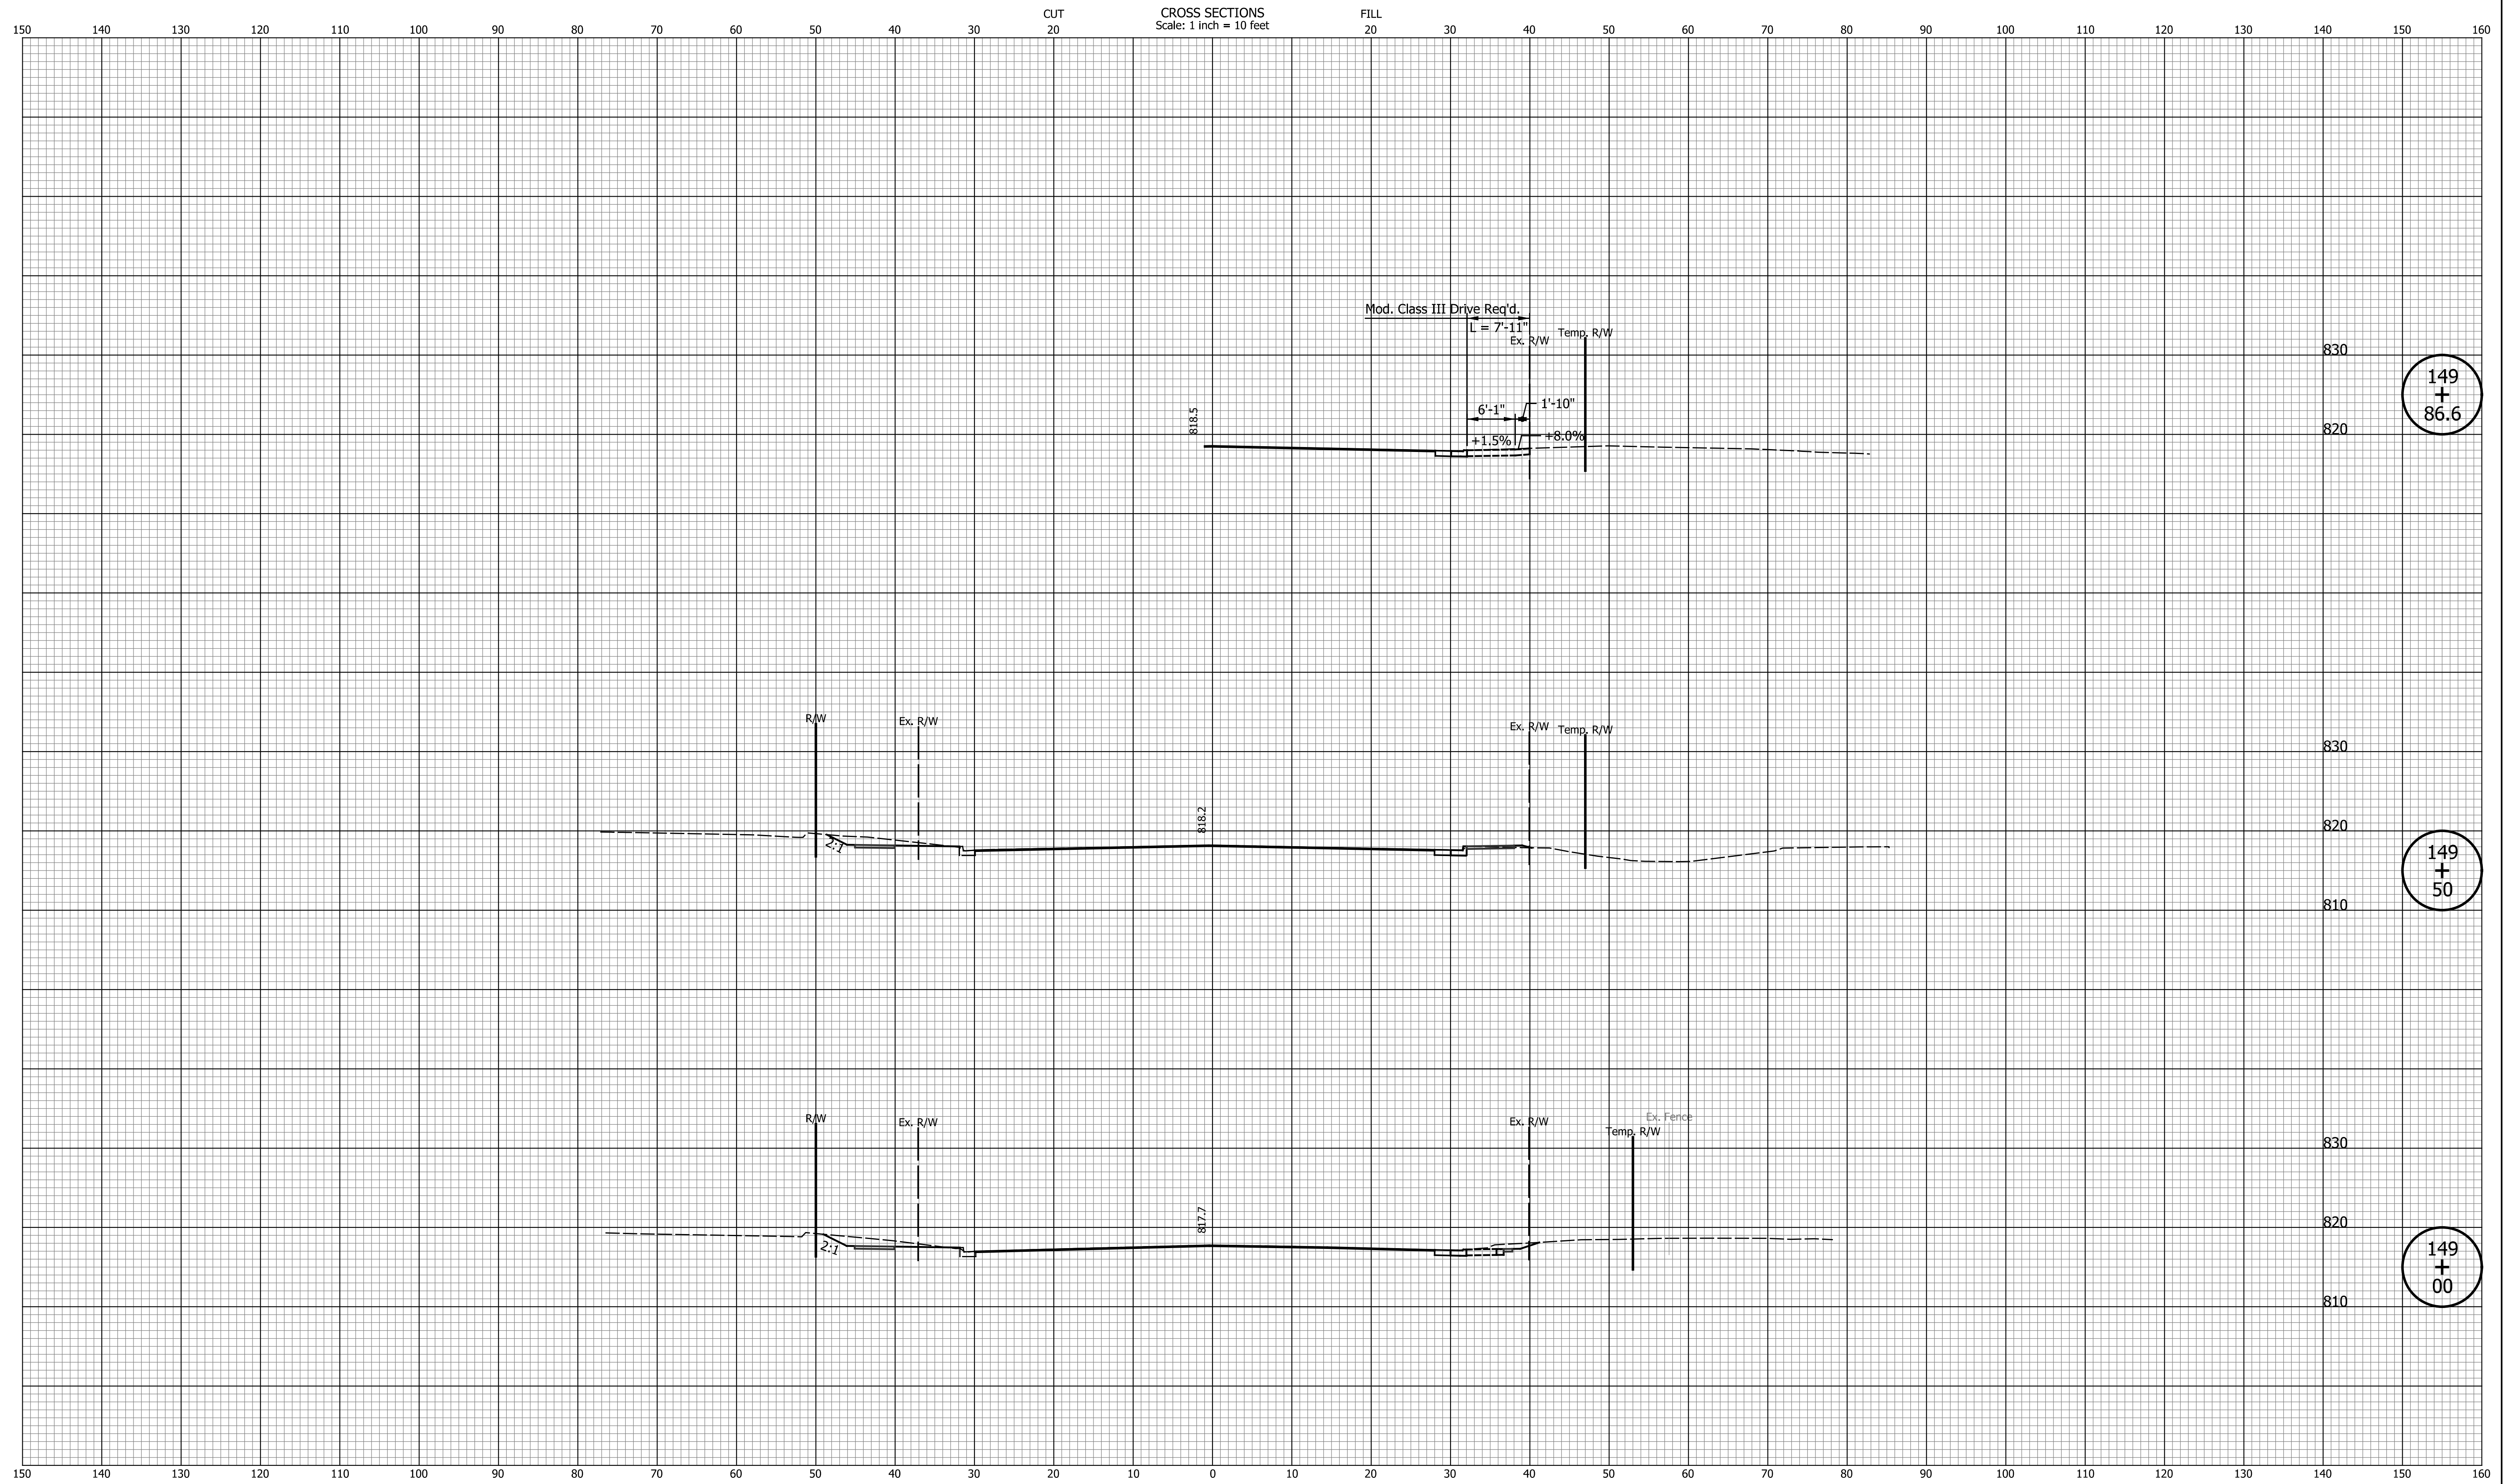 CUT CROSS SECTIONS FILL
Scale: 1 inch = 10 feet
150 140 130 120 110 100 90 80 70 60 50 40 30 20 20 30 40 50 60 70 80 90 100 110 120 130 140 150 160
Mod. Class III Drive Req'd.
L = 7'-11"
Temp. R/W
Ex. R/W
830
149
+
86.6
818.5
6'-1"
1'-10"
+1.5%
+8.0%
820
R/W
Ex. R/W
Ex. R/W
Temp. R/W
830
818.2
820
2:1
149
+
50
810
R/W
Ex. R/W
Ex. R/W
Ex. Fence
Temp. R/W
830
817.7
820
2:1
149
+
00
810
150 140 130 120 110 100 90 80 70 60 50 40 30 20 10 0 10 20 30 40 50 60 70 80 90 100 110 120 130 140 150 160